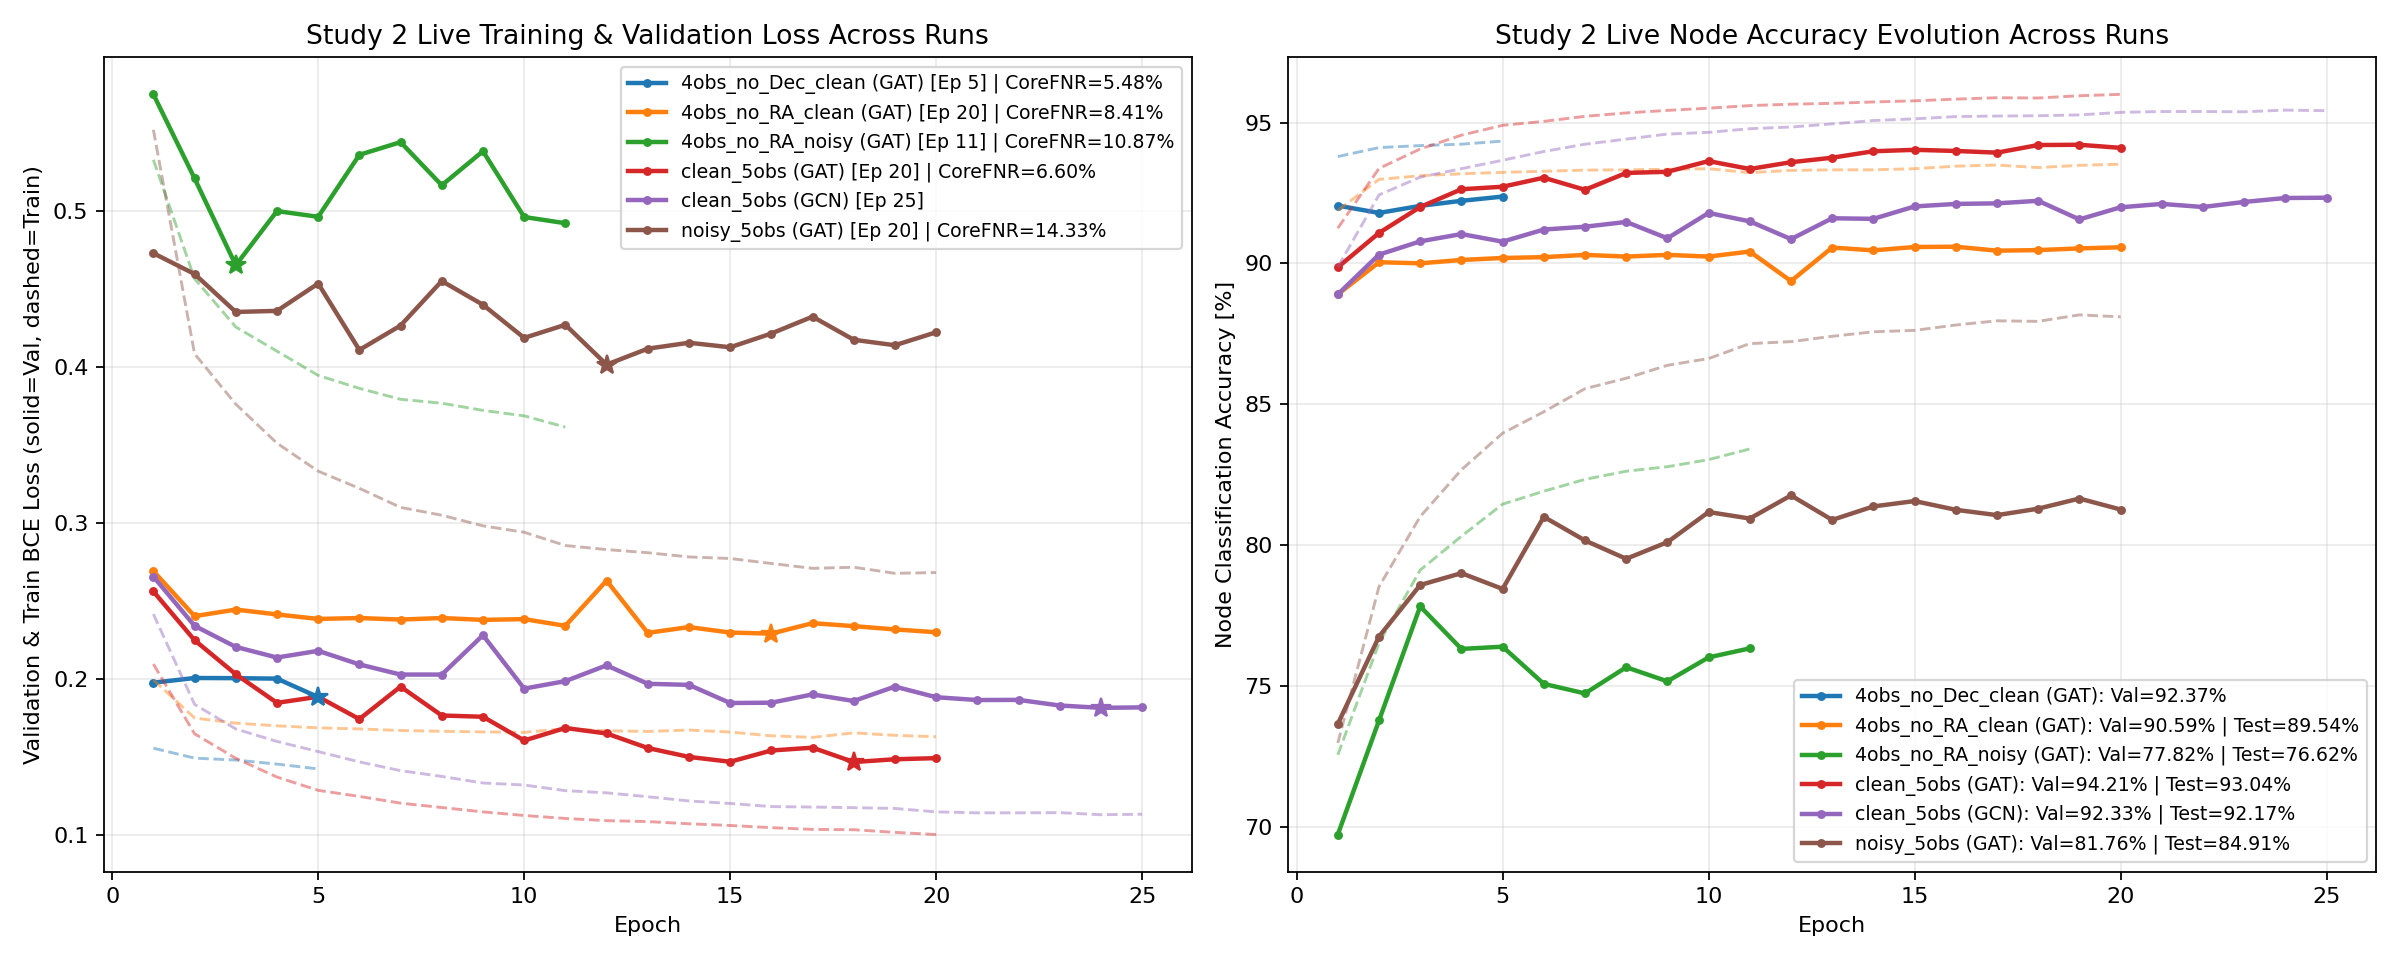 Study 2 Live Training & Validation Loss Across Runs
Validation & Train BCE Loss (solid=Val, dashed=Train)
0.5
0.4
0.3
0.2
0.1
4obs_no_Dec_clean (GAT) [Ep 5] | CoreFNR=5.48%
4obs_no_RA_clean (GAT) [Ep 20] | CoreFNR=8.41%
4obs_no_RA_noisy (GAT) [Ep 11] | CoreFNR=10.87%
clean_5obs (GAT) [Ep 20] | CoreFNR=6.60%
clean_5obs (GCN) [Ep 25]
noisy_5obs (GAT) [Ep 20] | CoreFNR=14.33%
0 5 10 15 20 25
Epoch
Study 2 Live Node Accuracy Evolution Across Runs
Node Classification Accuracy [%]
95
90
85
80
75
70
4obs_no_Dec_clean (GAT): Val=92.37%
4obs_no_RA_clean (GAT): Val=90.59% | Test=89.54%
4obs_no_RA_noisy (GAT): Val=77.82% | Test=76.62%
clean_5obs (GAT): Val=94.21% | Test=93.04%
clean_5obs (GCN): Val=92.33% | Test=92.17%
noisy_5obs (GAT): Val=81.76% | Test=84.91%
0 5 10 15 20 25
Epoch